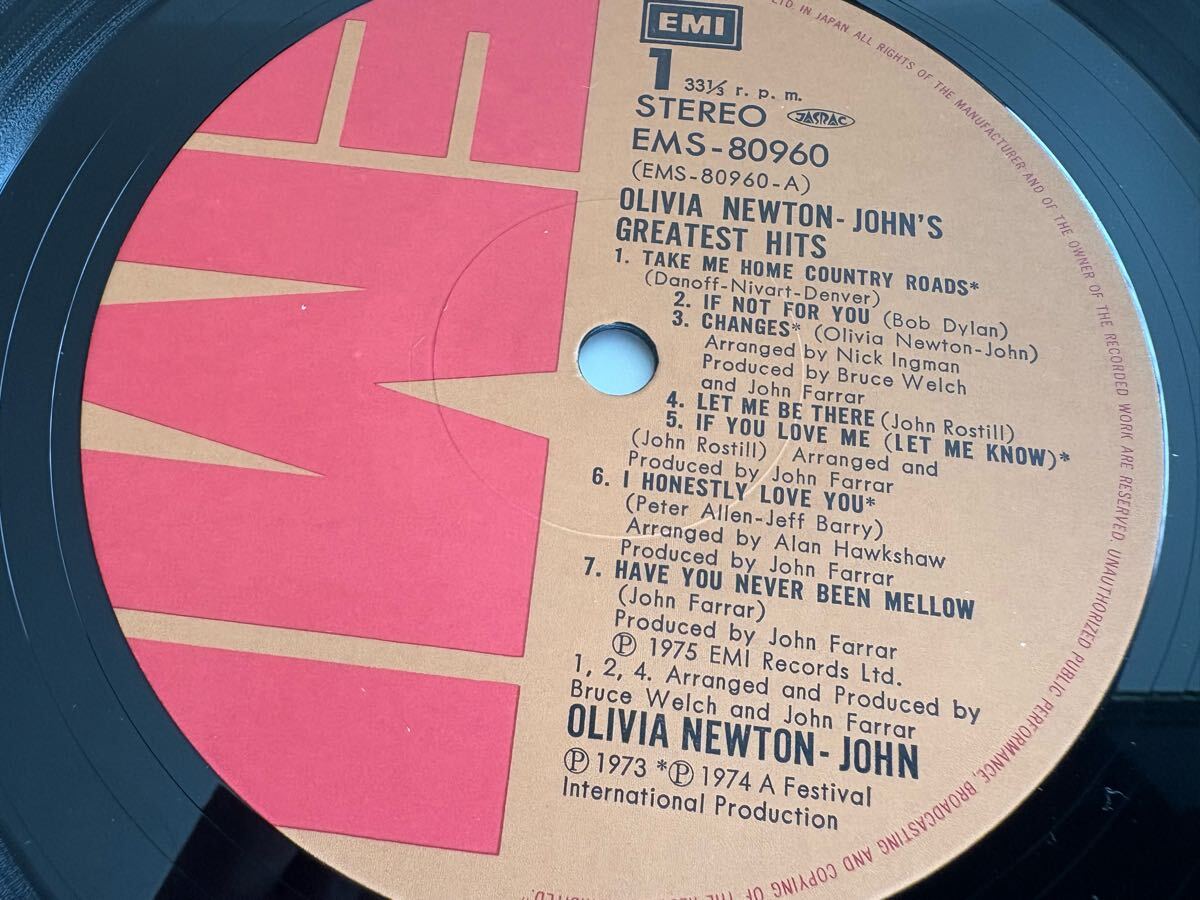 EMI
1
33⅓ r. p. m.
STEREO JASRAC
EMS-80960
(EMS-80960-A)
OLIVIA NEWTON-JOHN'S
GREATEST HITS
1. TAKE ME HOME COUNTRY ROADS*
(Danoff-Nivart-Denver)
2. IF NOT FOR YOU (Bob Dylan)
3. CHANGES* (Olivia Newton-John)
Arranged by Nick Ingman
Produced by Bruce Welch
and John Farrar
4. LET ME BE THERE (John Rostill)
5. IF YOU LOVE ME (LET ME KNOW)*
(John Rostill) Arranged and
Produced by John Farrar
6. I HONESTLY LOVE YOU*
(Peter Allen-Jeff Barry)
Arranged by Alan Hawkshaw
Produced by John Farrar
7. HAVE YOU NEVER BEEN MELLOW
(John Farrar)
Produced by John Farrar
Ⓟ 1975 EMI Records Ltd.
1, 2, 4. Arranged and Produced by
Bruce Welch and John Farrar
OLIVIA NEWTON-JOHN
Ⓟ 1973 *Ⓟ 1974 A Festival
International Production
LTD. IN JAPAN ALL RIGHTS OF THE MANUFACTURER AND OF THE OWNER OF THE RECORDED WORK ARE RESERVED. UNAUTHORIZED PUBLIC PERFORMANCE, BROADCASTING AND COPYING OF THE
EMI